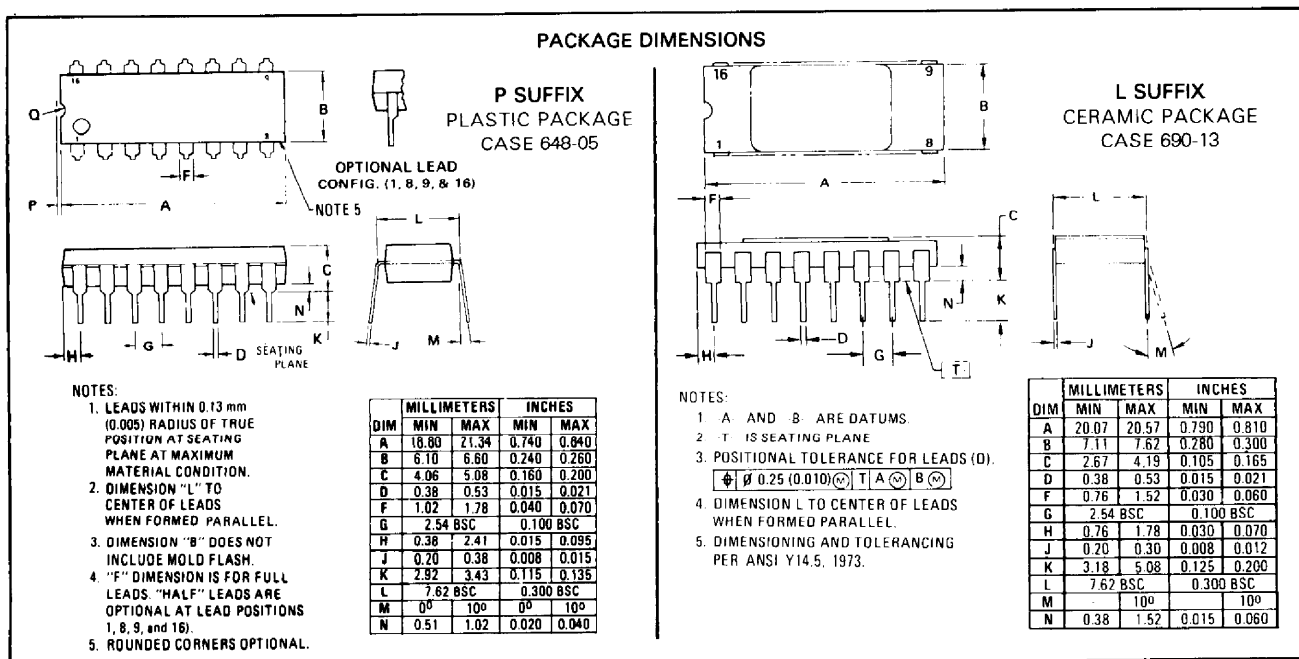 PACKAGE DIMENSIONS
16 9
Q
B
1 8
F
P A
OPTIONAL LEAD
CONFIG. (1, 8, 9, & 16)
NOTE 5
P SUFFIX
PLASTIC PACKAGE
CASE 648-05
L
C
N
K
H G D SEATING
PLANE
J M
NOTES:
1. LEADS WITHIN 0.13 mm
(0.005) RADIUS OF TRUE
POSITION AT SEATING
PLANE AT MAXIMUM
MATERIAL CONDITION.
2. DIMENSION "L" TO
CENTER OF LEADS
WHEN FORMED PARALLEL.
3. DIMENSION "B" DOES NOT
INCLUDE MOLD FLASH.
4. "F" DIMENSION IS FOR FULL
LEADS. "HALF" LEADS ARE
OPTIONAL AT LEAD POSITIONS
1, 8, 9, and 16).
5. ROUNDED CORNERS OPTIONAL.
MILLIMETERS INCHES
DIM MIN MAX MIN MAX
A 18.80 21.34 0.740 0.840
B 6.10 6.60 0.240 0.260
C 4.06 5.08 0.160 0.200
D 0.38 0.53 0.015 0.021
F 1.02 1.78 0.040 0.070
G 2.54 BSC 0.100 BSC
H 0.38 2.41 0.015 0.095
J 0.20 0.38 0.008 0.015
K 2.92 3.43 0.115 0.135
L 7.62 BSC 0.300 BSC
M 0º 10º 0º 10º
N 0.51 1.02 0.020 0.040
16 9
B
1 8
A
F
L SUFFIX
CERAMIC PACKAGE
CASE 690-13
C
L
N
K
H D G
T
J M
NOTES:
1 -A- AND -B- ARE DATUMS.
2 -T- IS SEATING PLANE
3. POSITIONAL TOLERANCE FOR LEADS (D).
⌖ Ø 0.25 (0.010) Ⓜ T A Ⓜ B Ⓜ
4. DIMENSION L TO CENTER OF LEADS
WHEN FORMED PARALLEL.
5. DIMENSIONING AND TOLERANCING
PER ANSI Y14.5, 1973.
MILLIMETERS INCHES
DIM MIN MAX MIN MAX
A 20.07 20.57 0.790 0.810
B 7.11 7.62 0.280 0.300
C 2.67 4.19 0.105 0.165
D 0.38 0.53 0.015 0.021
F 0.76 1.52 0.030 0.060
G 2.54 BSC 0.100 BSC
H 0.76 1.78 0.030 0.070
J 0.20 0.30 0.008 0.012
K 3.18 5.08 0.125 0.200
L 7.62 BSC 0.300 BSC
M - 10º 10º
N 0.38 1.52 0.015 0.060